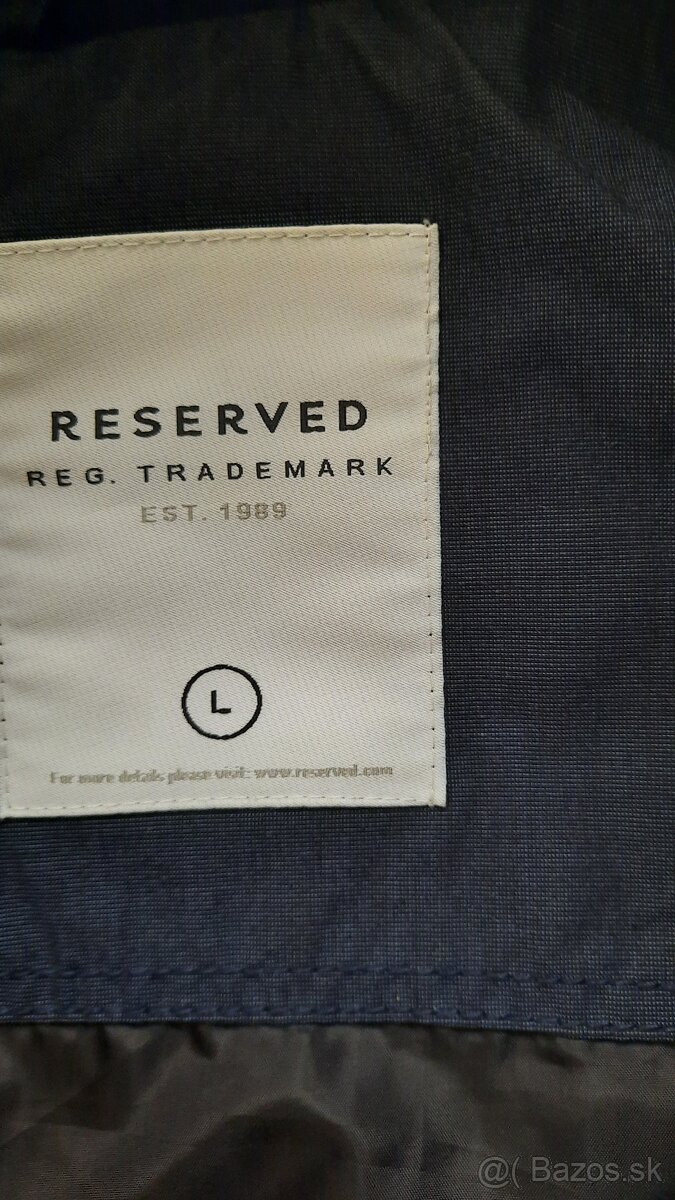 RESERVED
REG. TRADEMARK
EST. 1989
L
For more details please visit: www.reserved.com
@( Bazos.sk